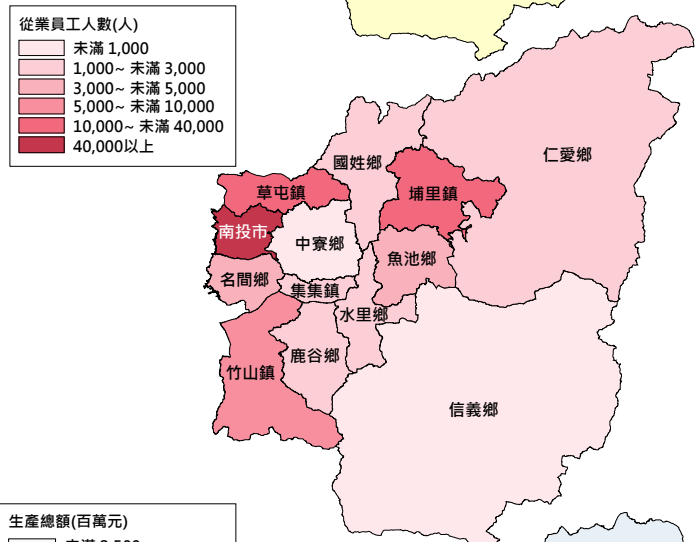 從業員工人數(人)
未滿 1,000
1,000~ 未滿 3,000
3,000~ 未滿 5,000
5,000~ 未滿 10,000
10,000~ 未滿 40,000
40,000以上
仁愛鄉
國姓鄉
草屯鎮
埔里鎮
南投市
中寮鄉
魚池鄉
名間鄉
集集鎮
水里鄉
鹿谷鄉
竹山鎮
信義鄉
生產總額(百萬元)